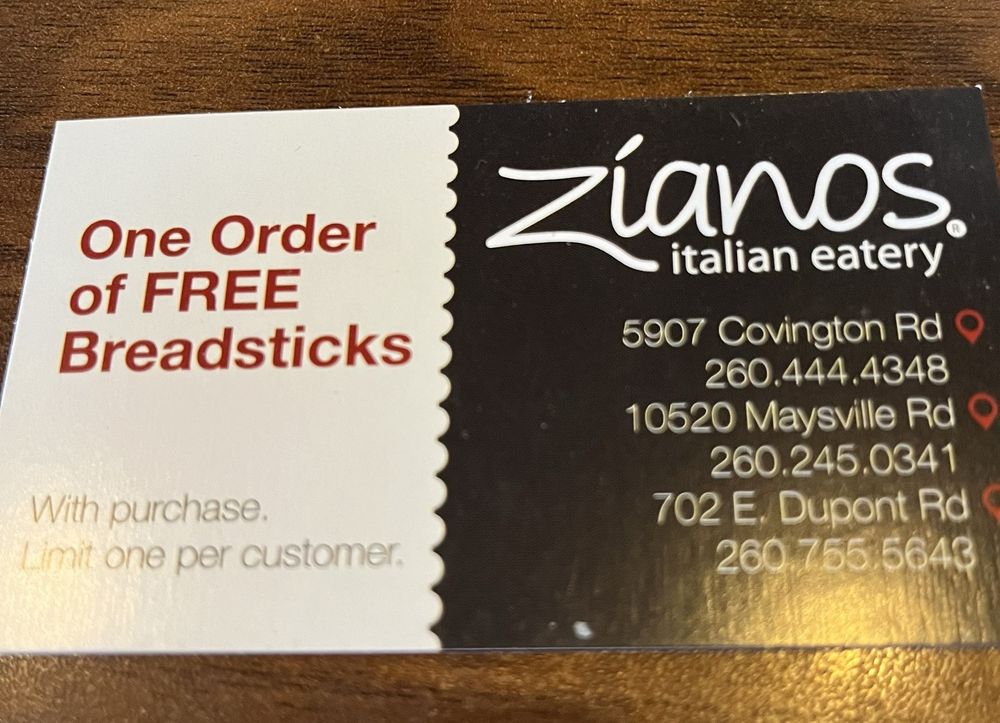 One Order
of FREE
Breadsticks
With purchase.
Limit one per customer.
zianos®
italian eatery
5907 Covington Rd
260.444.4348
10520 Maysville Rd
260.245.0341
702 E. Dupont Rd
260.755.5643